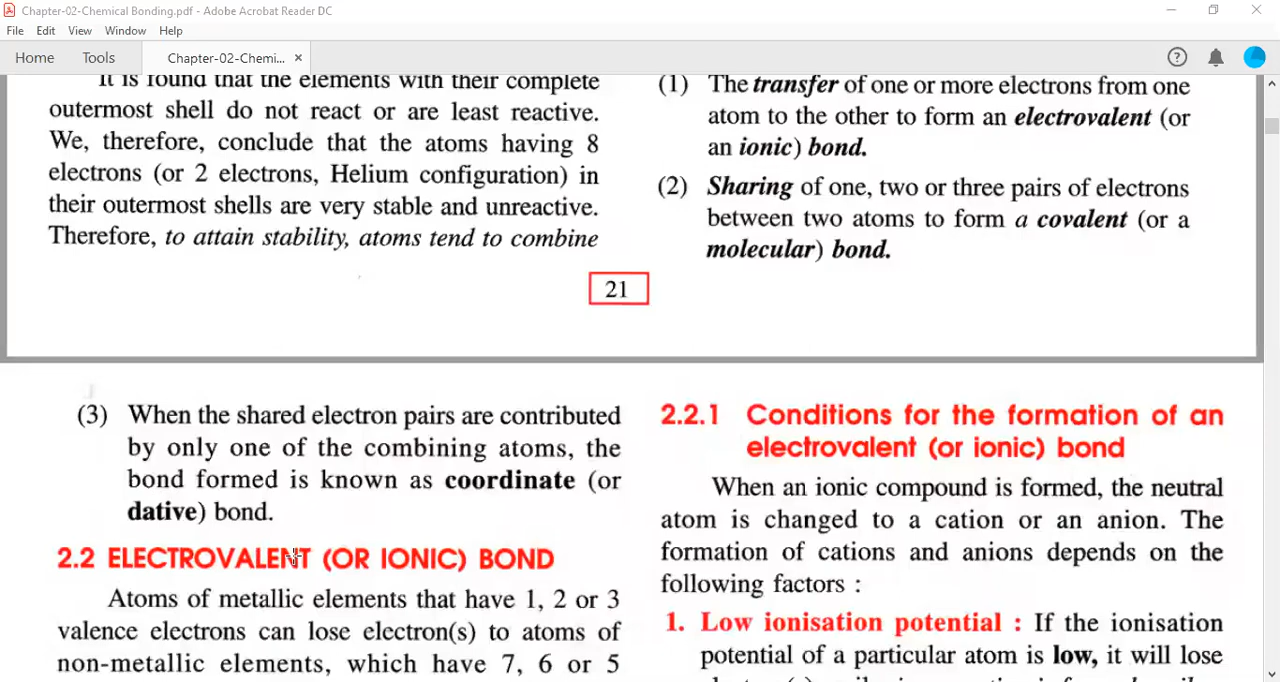 Chapter-02-Chemical Bonding.pdf - Adobe Acrobat Reader DC
File Edit View Window Help
Home Tools Chapter-02-Chemi... ×
It is found that the elements with their complete
outermost shell do not react or are least reactive.
We, therefore, conclude that the atoms having 8
electrons (or 2 electrons, Helium configuration) in
their outermost shells are very stable and unreactive.
Therefore, to attain stability, atoms tend to combine
(1) The transfer of one or more electrons from one
atom to the other to form an electrovalent (or
an ionic) bond.
(2) Sharing of one, two or three pairs of electrons
between two atoms to form a covalent (or a
molecular) bond.
21
(3) When the shared electron pairs are contributed
by only one of the combining atoms, the
bond formed is known as coordinate (or
dative) bond.
2.2 ELECTROVALENT (OR IONIC) BOND
Atoms of metallic elements that have 1, 2 or 3
valence electrons can lose electron(s) to atoms of
non-metallic elements, which have 7, 6 or 5
2.2.1 Conditions for the formation of an
electrovalent (or ionic) bond
When an ionic compound is formed, the neutral
atom is changed to a cation or an anion. The
formation of cations and anions depends on the
following factors :
1. Low ionisation potential : If the ionisation
potential of a particular atom is low, it will lose